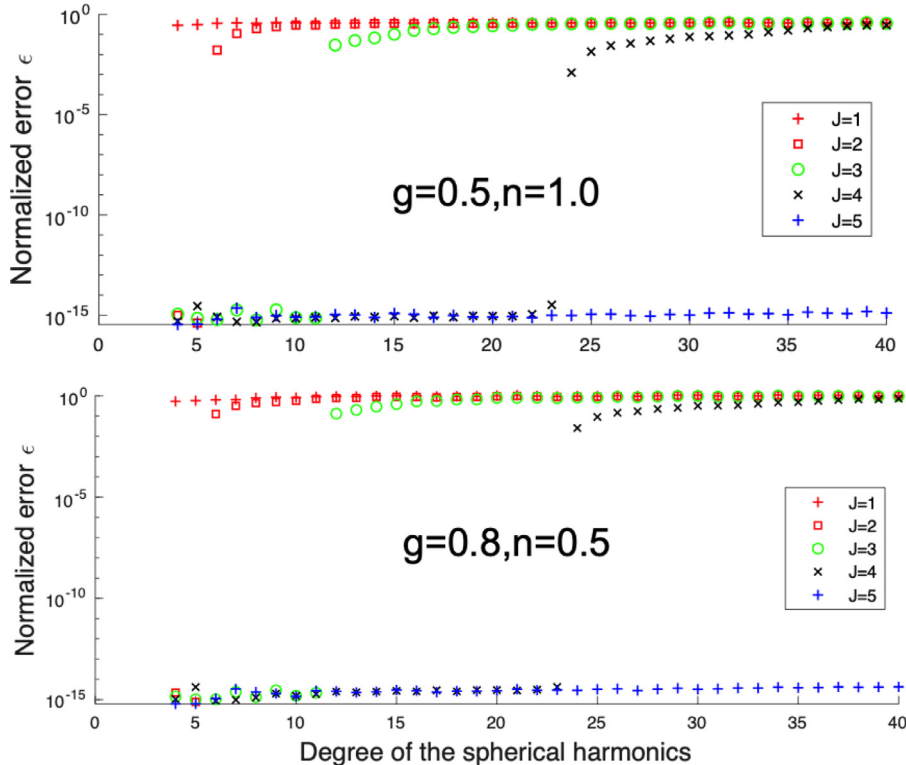 Normalized error ϵ
10^0
10^-5
10^-10
10^-15
J=1
J=2
J=3
J=4
J=5
g=0.5,n=1.0
0 5 10 15 20 25 30 35 40
Normalized error ϵ
10^0
10^-5
10^-10
10^-15
J=1
J=2
J=3
J=4
J=5
g=0.8,n=0.5
0 5 10 15 20 25 30 35 40
Degree of the spherical harmonics